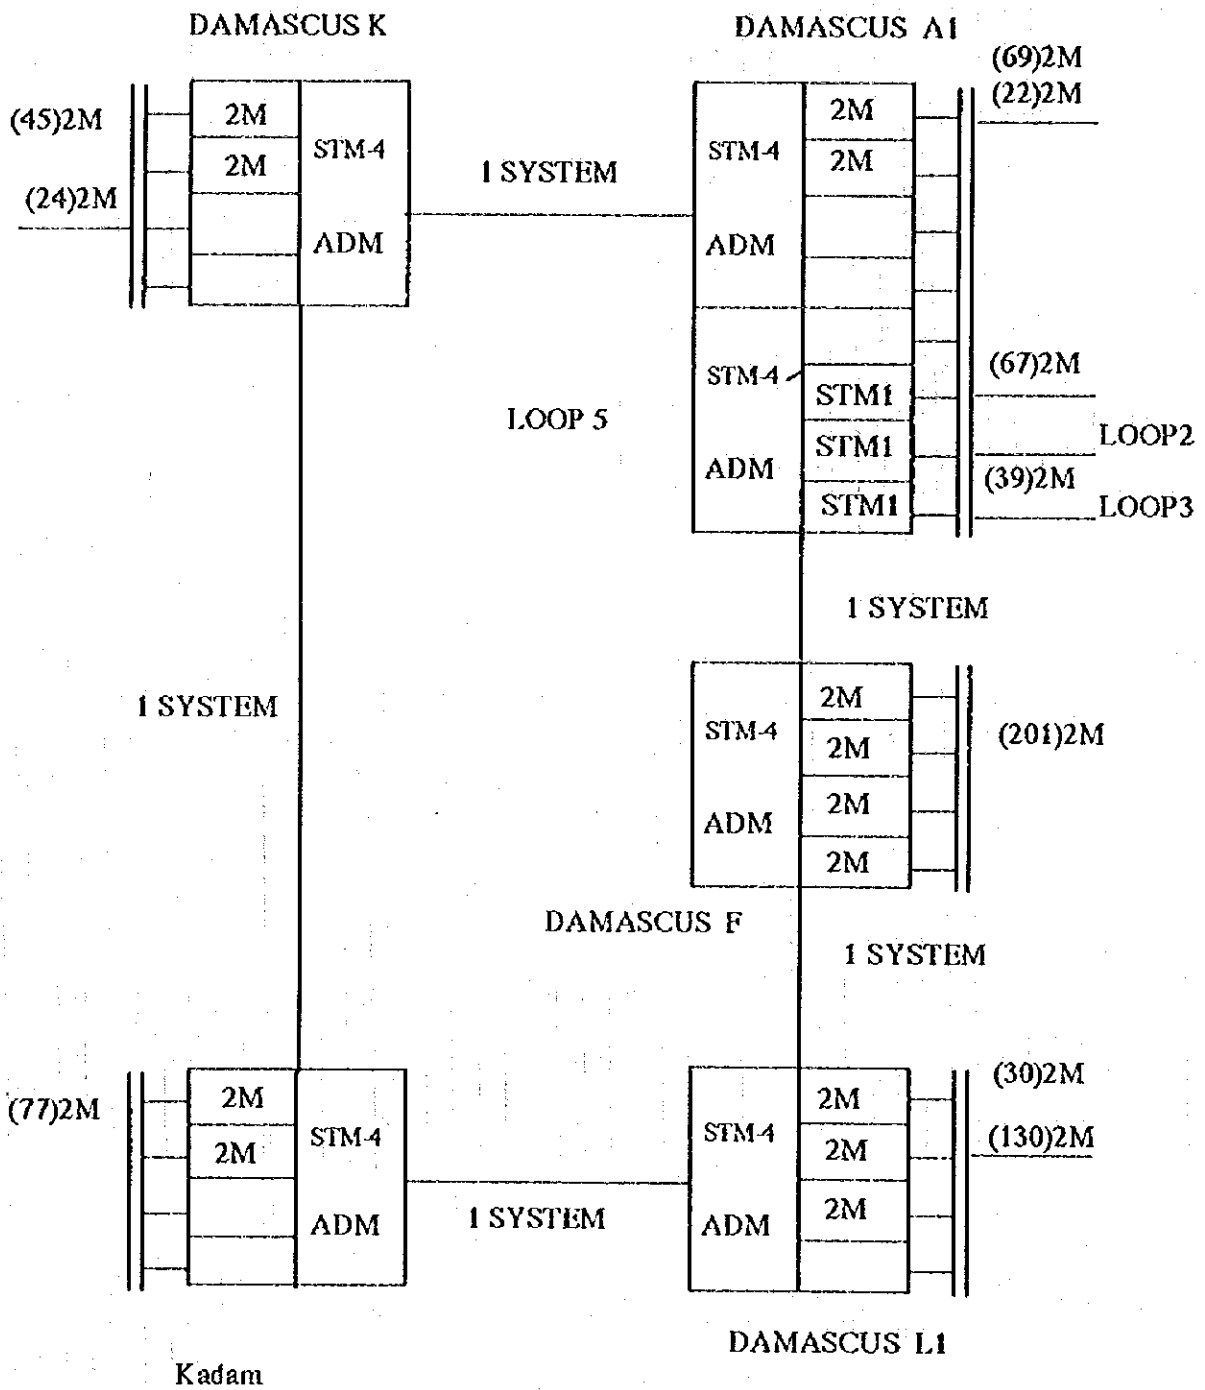 DAMASCUS K
DAMASCUS A1
(69)2M
(22)2M
(45)2M
2M
STM-4
2M
(24)2M
ADM
1 SYSTEM
STM-4
2M
2M
ADM
STM-4
STM1
(67)2M
LOOP 5
STM1
LOOP2
ADM
(39)2M
STM1
LOOP3
1 SYSTEM
1 SYSTEM
STM-4
2M
2M
(201)2M
ADM
2M
2M
DAMASCUS F
1 SYSTEM
(77)2M
2M
STM-4
2M
ADM
1 SYSTEM
STM-4
2M
(30)2M
2M
(130)2M
ADM
2M
DAMASCUS L1
Kadam